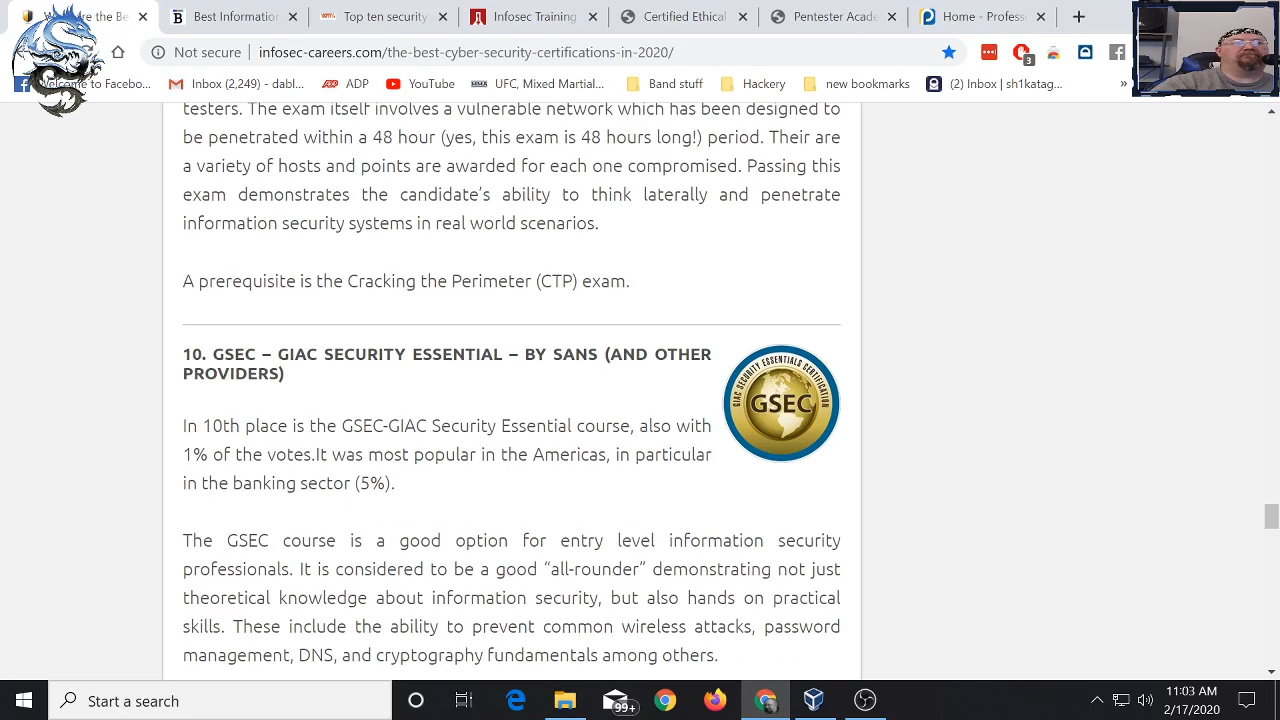 the Be
Best Information
Top ten security
Infosec Institut
Certified Ethical
Pentester Acade
Home - Profess
Not secure
infosec-careers.com/the-best-cyber-security-certifications-in-2020/
3
to Facebo...
Inbox (2,249) - dabl...
ADP
Martial...
Band stuff
Hackery
new bookmarks
(2) Inbox | sh1katag...
»
testers. The exam itself involves a vulnerable network which has been designed to
be penetrated within a 48 hour (yes, this exam is 48 hours long!) period. Their are
a variety of hosts and points are awarded for each one compromised. Passing this
exam demonstrates the candidate’s ability to think laterally and penetrate
information security systems in real world scenarios.
A prerequisite is the Cracking the Perimeter (CTP) exam.
10. GSEC – GIAC SECURITY ESSENTIAL – BY SANS (AND OTHER
PROVIDERS)
GIAC SECURITY ESSENTIALS CERTIFICATION
GSEC
In 10th place is the GSEC-GIAC Security Essential course, also with
1% of the votes.It was most popular in the Americas, in particular
in the banking sector (5%).
The GSEC course is a good option for entry level information security
professionals. It is considered to be a good “all-rounder” demonstrating not just
theoretical knowledge about information security, but also hands on practical
skills. These include the ability to prevent common wireless attacks, password
management, DNS, and cryptography fundamentals among others.
Start a search
99+
11:03 AM
2/17/2020